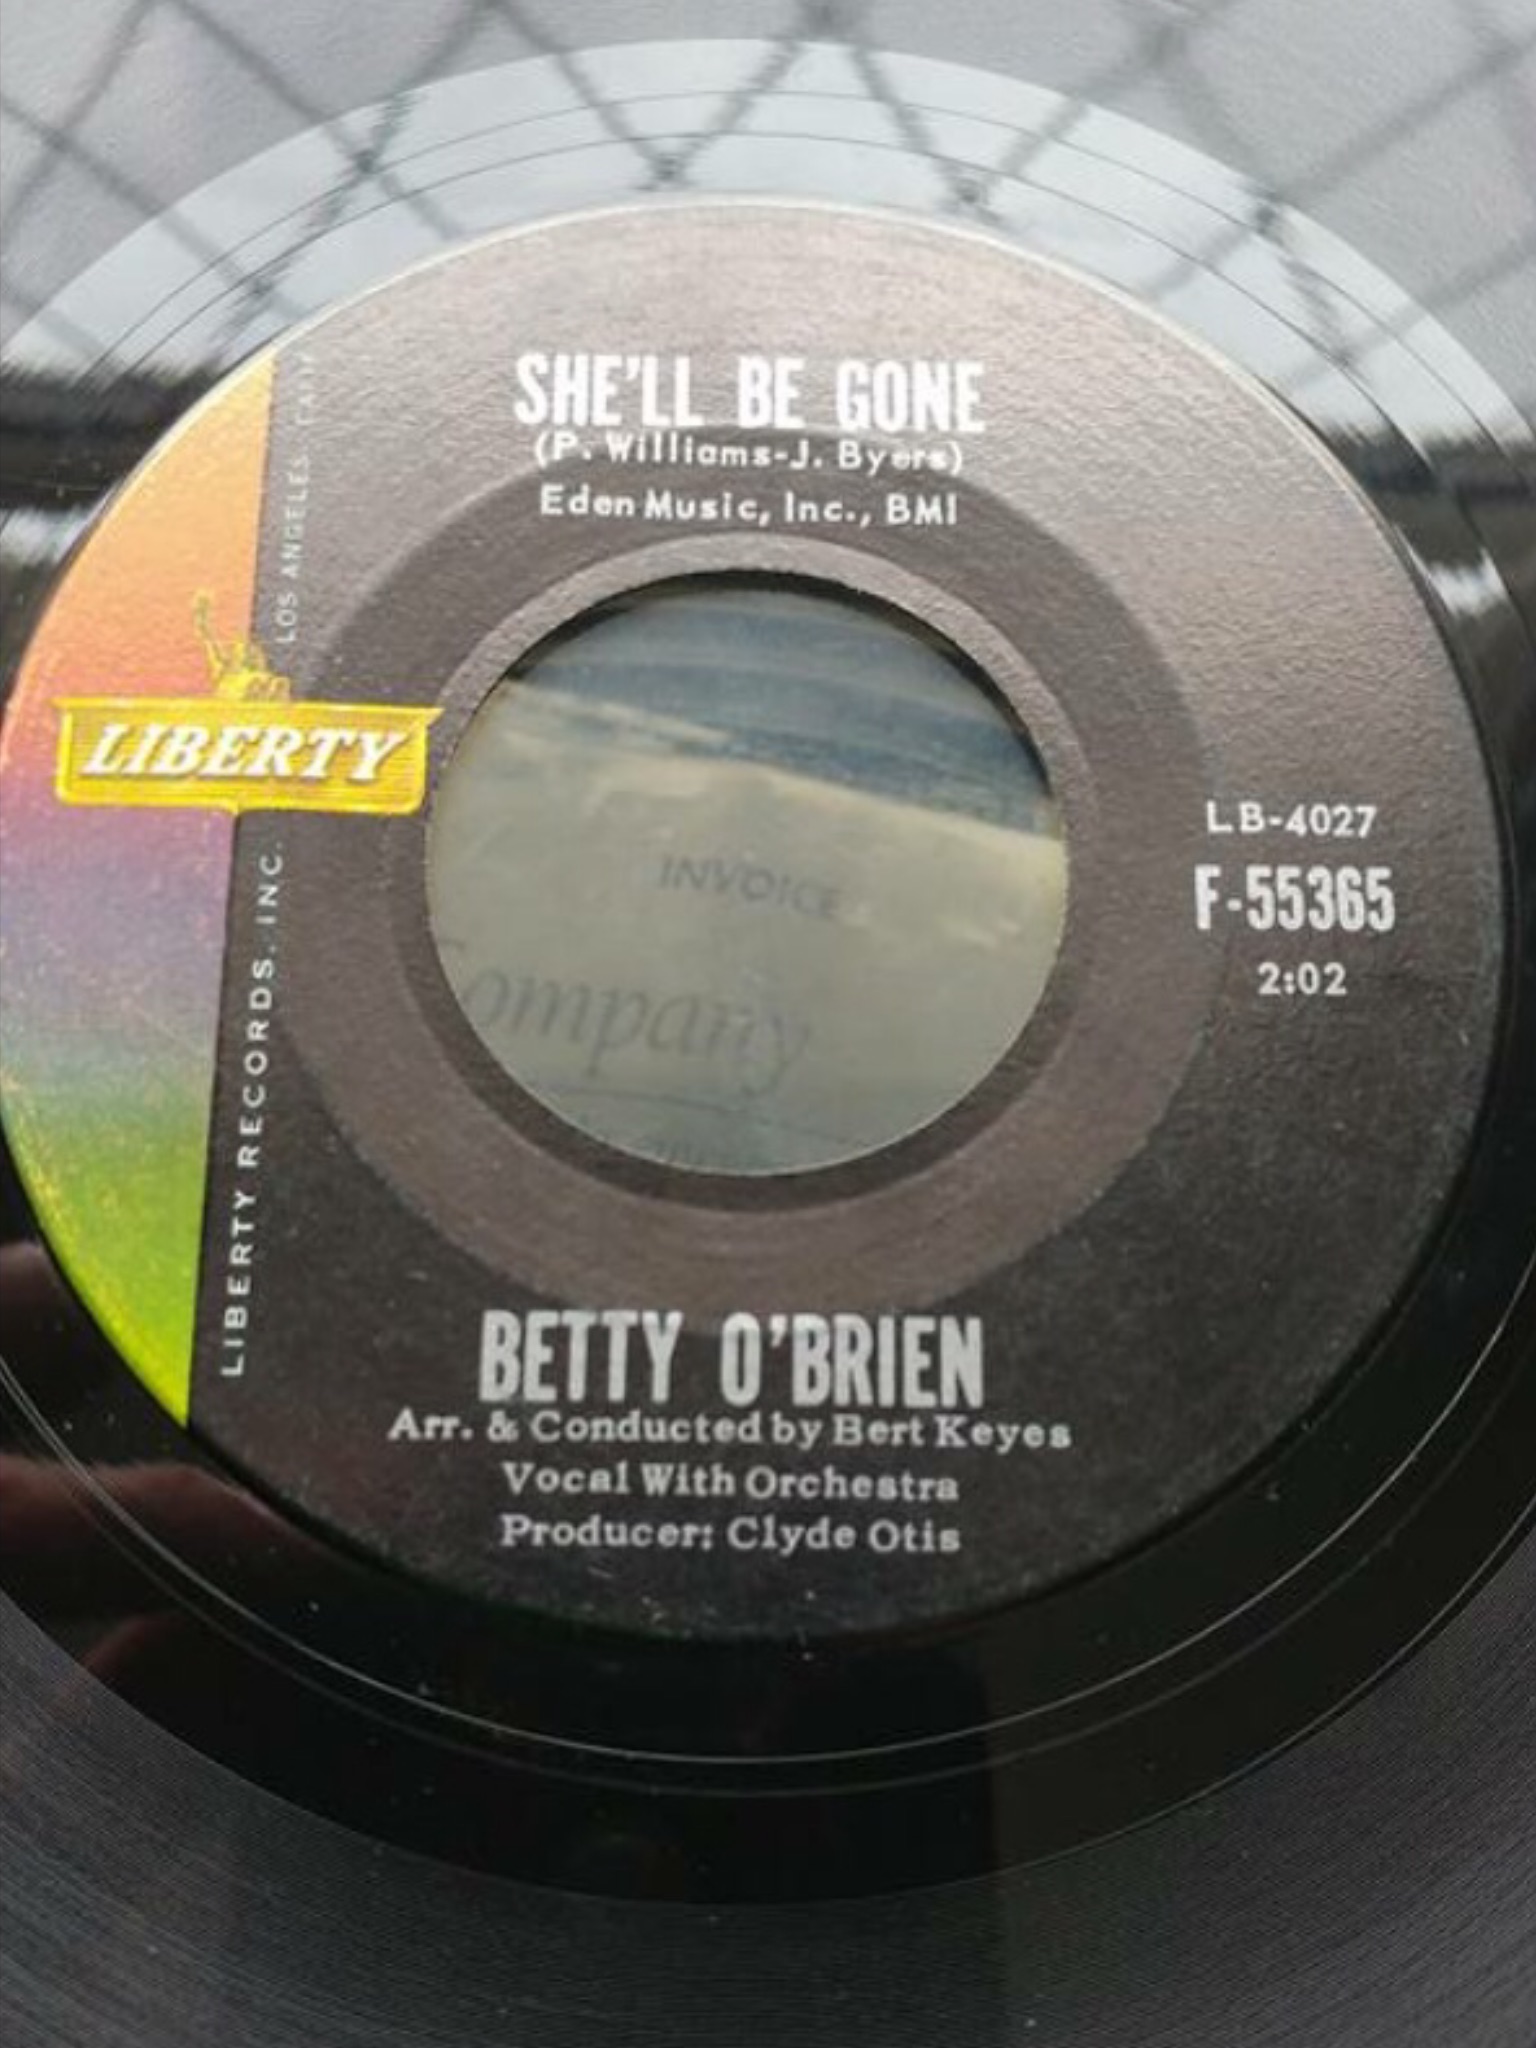 SHE'LL BE GONE
(P. Williams-J. Byers)
Eden Music, Inc., BMI
LIBERTY
LIBERTY RECORDS, INC.
LOS ANGELES, CALIF
LB-4027
F-55365
2:02
INVOICE
Company
BETTY O'BRIEN
Arr. & Conducted by Bert Keyes
Vocal With Orchestra
Producer: Clyde Otis